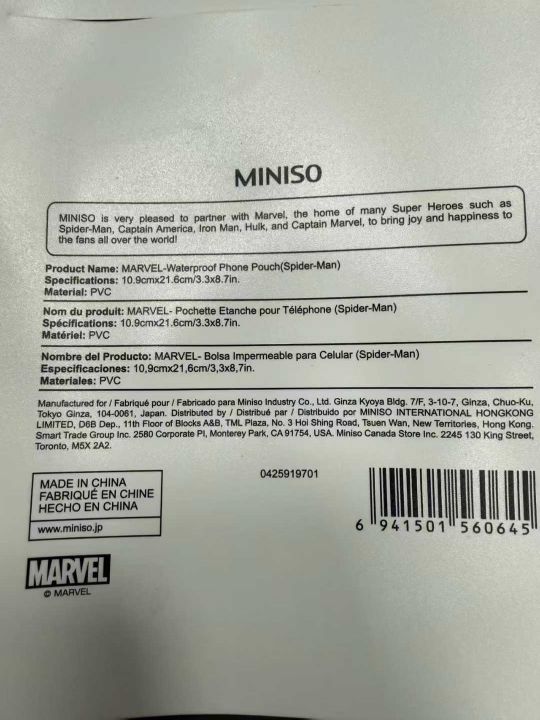 MINISO
MINISO is very pleased to partner with Marvel, the home of many Super Heroes such as
Spider-Man, Captain America, Iron Man, Hulk, and Captain Marvel, to bring joy and happiness to
the fans all over the world!
Product Name: MARVEL-Waterproof Phone Pouch(Spider-Man)
Specifications: 10.9cmx21.6cm/3.3x8.7in.
Material: PVC
Nom du produit: MARVEL- Pochette Etanche pour Téléphone (Spider-Man)
Spécifications: 10.9cmx21.6cm/3.3x8.7in.
Matériel: PVC
Nombre del Producto: MARVEL- Bolsa Impermeable para Celular (Spider-Man)
Especificaciones: 10,9cmx21,6cm/3,3x8,7in.
Materiales: PVC
Manufactured for / Fabriqué pour / Fabricado para Miniso Industry Co., Ltd. Ginza Kyoya Bldg. 7/F, 3-10-7, Ginza, Chuo-Ku,
Tokyo Ginza, 104-0061, Japan. Distributed by / Distribué par / Distribuido por MINISO INTERNATIONAL HONGKONG
LIMITED, D6B Dep., 11th Floor of Blocks A&B, TML Plaza, No. 3 Hoi Shing Road, Tsuen Wan, New Territories, Hong Kong.
Smart Trade Group Inc. 2580 Corporate Pl, Monterey Park, CA 91754, USA. Miniso Canada Store Inc. 2245 130 King Street,
Toronto, M5X 2A2.
MADE IN CHINA
FABRIQUÉ EN CHINE
HECHO EN CHINA
www.miniso.jp
0425919701
6 941501 560645
MARVEL
© MARVEL